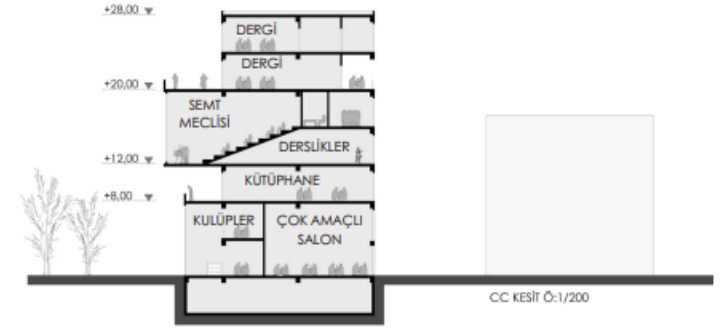 +28,00
DERGİ
DERGİ
+20,00
SEMT
MECLİSİ
DERSLİKLER
+12,00
KÜTÜPHANE
+8,00
KULÜPLER
ÇOK AMAÇLI
SALON
CC KESİT Ö:1/200